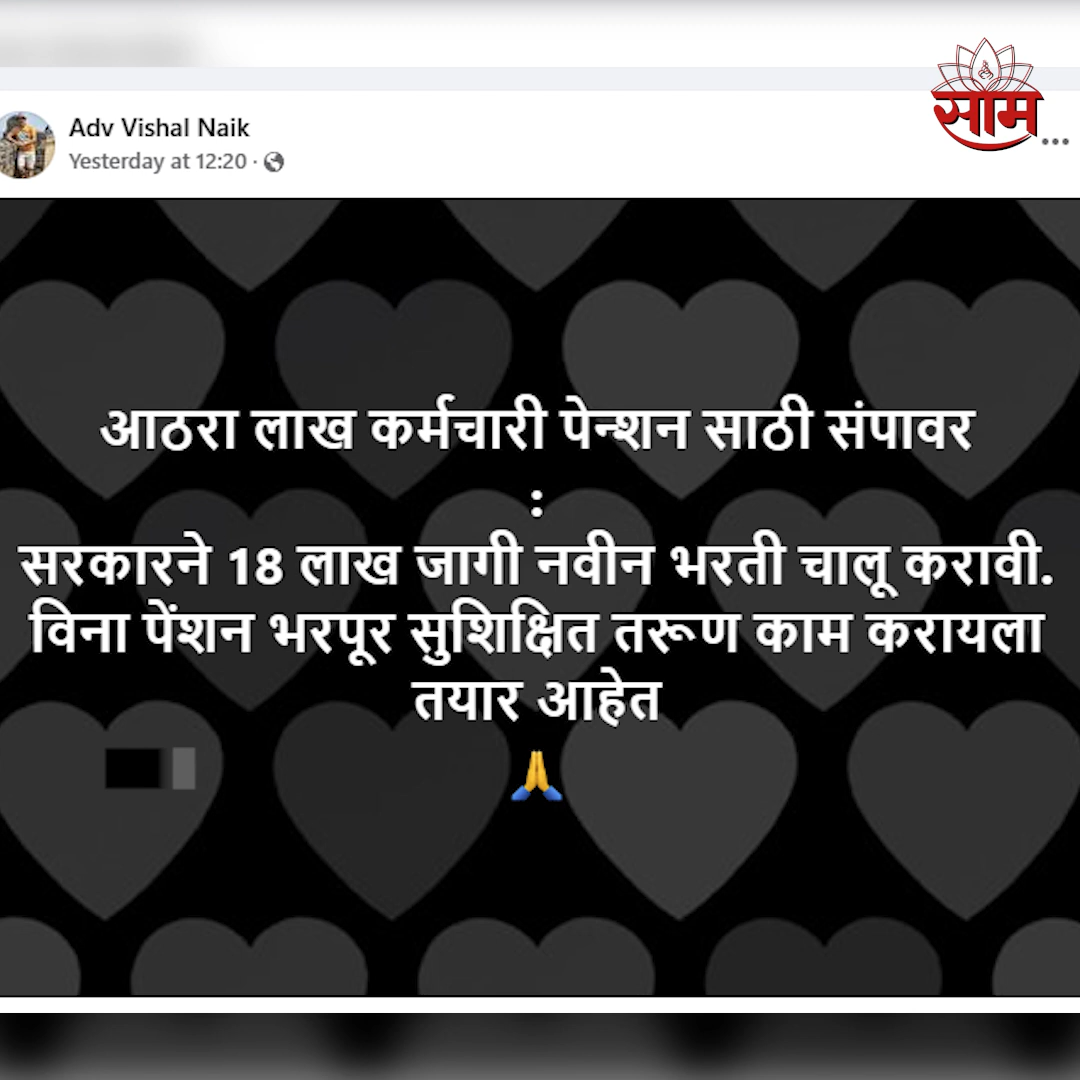 साम
Adv Vishal Naik
Yesterday at 12:20 ·
आठरा लाख कर्मचारी पेन्शन साठी संपावर
:
सरकारने 18 लाख जागी नवीन भरती चालू करावी.
विना पेंशन भरपूर सुशिक्षित तरूण काम करायला
तयार आहेत
🙏